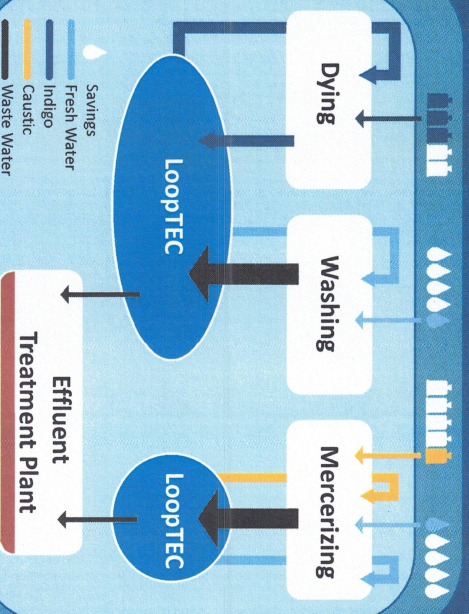 Dying
Washing
Mercerizing
LoopTEC
LoopTEC
Savings
Fresh Water
Indigo
Caustic
Waste Water
Effluent
Treatment Plant